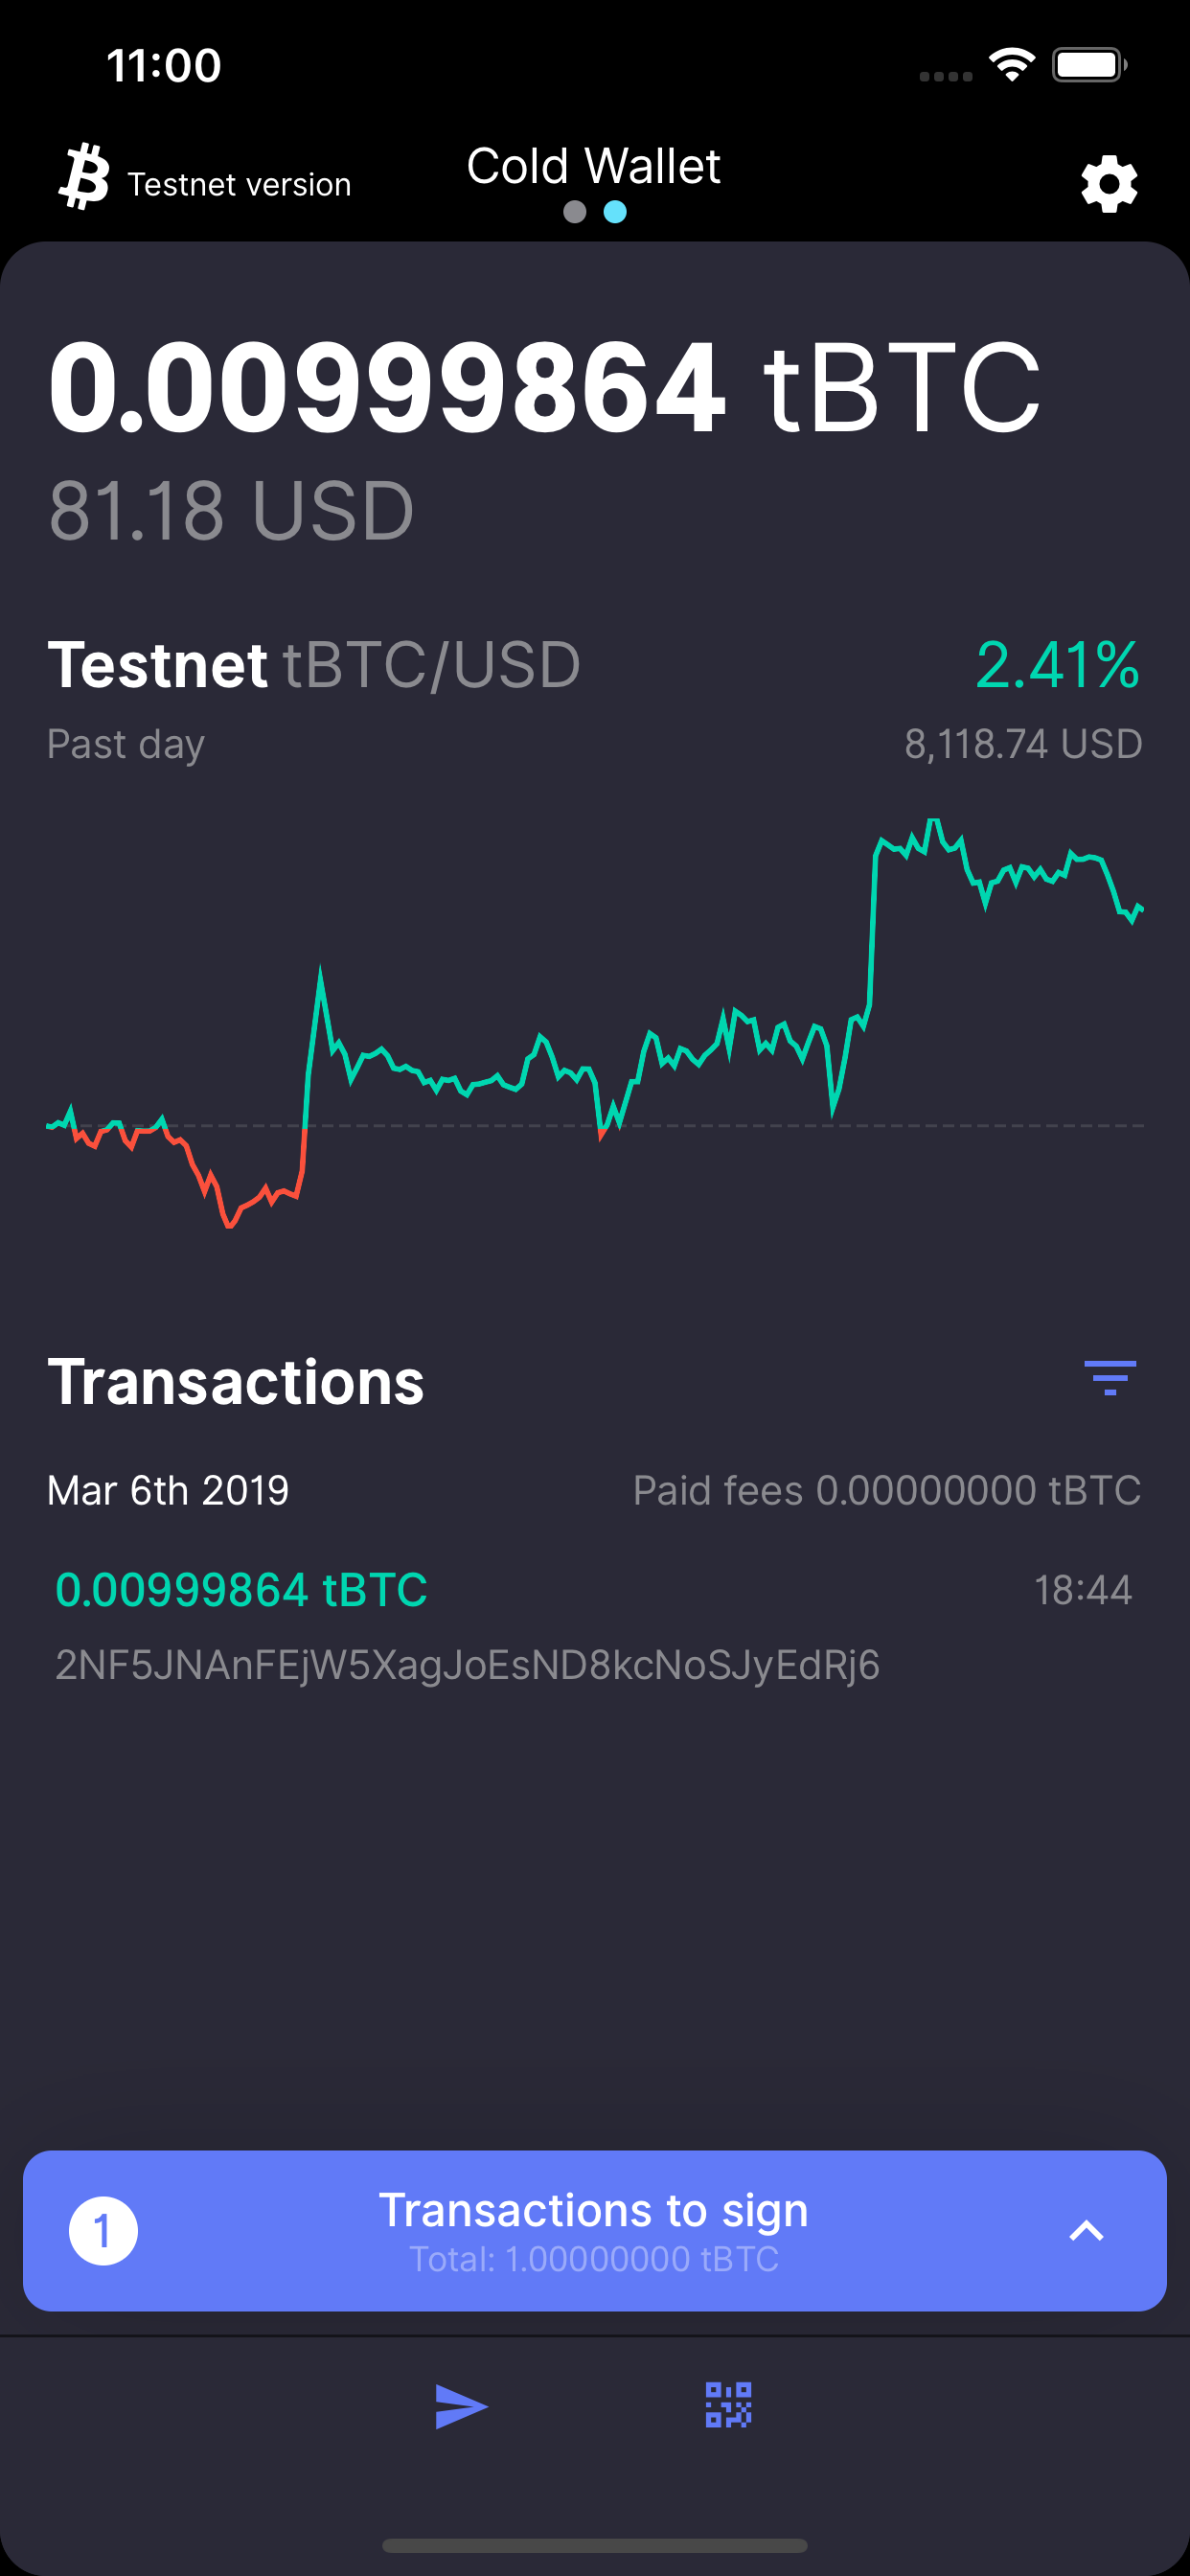 11:00
Testnet version
Cold Wallet
0.00999864 tBTC
81.18 USD
Testnet tBTC/USD 2.41%
Past day 8,118.74 USD
Transactions
Mar 6th 2019 Paid fees 0.00000000 tBTC
0.00999864 tBTC 18:44
2NF5JNAnFEjW5XagJoEsND8kcNoSJyEdRj6
1
Transactions to sign
Total: 1.00000000 tBTC